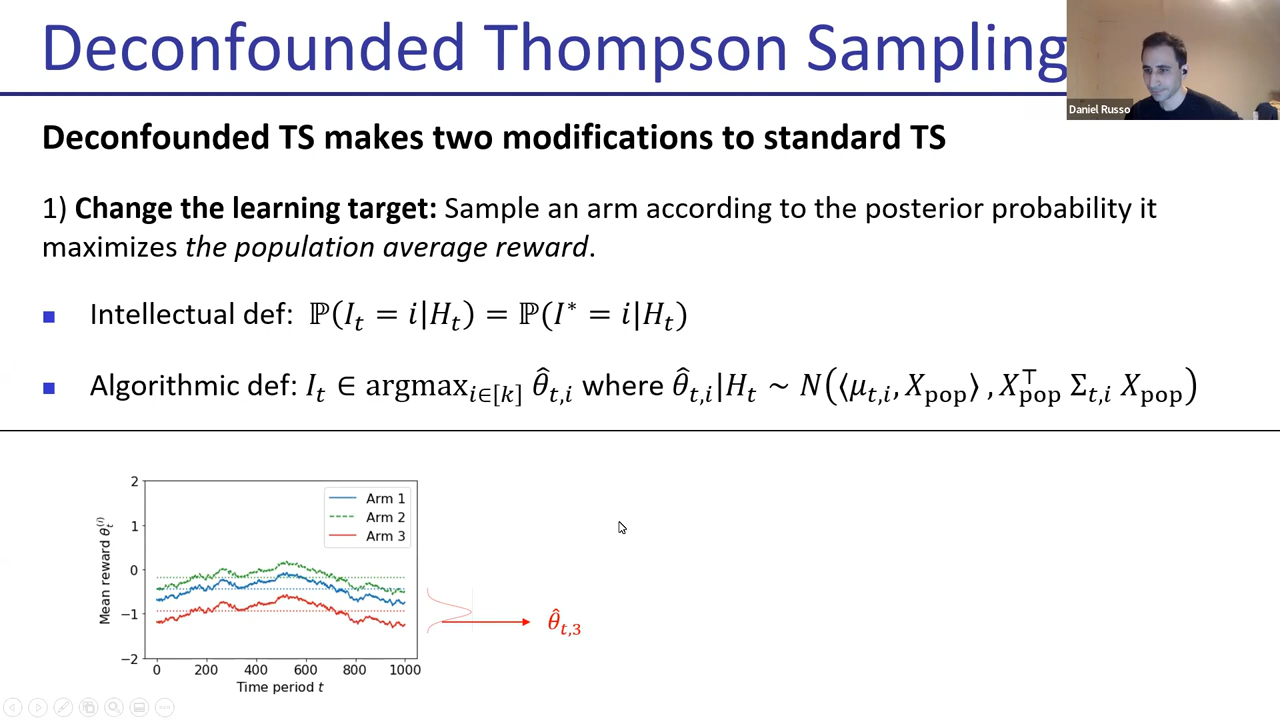 Deconfounded Thompson Sampling
Daniel Russo
Deconfounded TS makes two modifications to standard TS
1) Change the learning target: Sample an arm according to the posterior probability it
maximizes the population average reward.
Intellectual def: ℙ(I_t = i|H_t) = ℙ(I* = i|H_t)
Algorithmic def: I_t ∈ argmax_{i∈[k]} θ̂_{t,i} where θ̂_{t,i}|H_t ~ N(⟨μ_{t,i}, X_pop⟩, X_pop^⊤ Σ_{t,i} X_pop)
2
1
0
−1
−2
Mean reward θ_t^{(i)}
Arm 1
Arm 2
Arm 3
0 200 400 600 800 1000
Time period t
θ̂_{t,3}